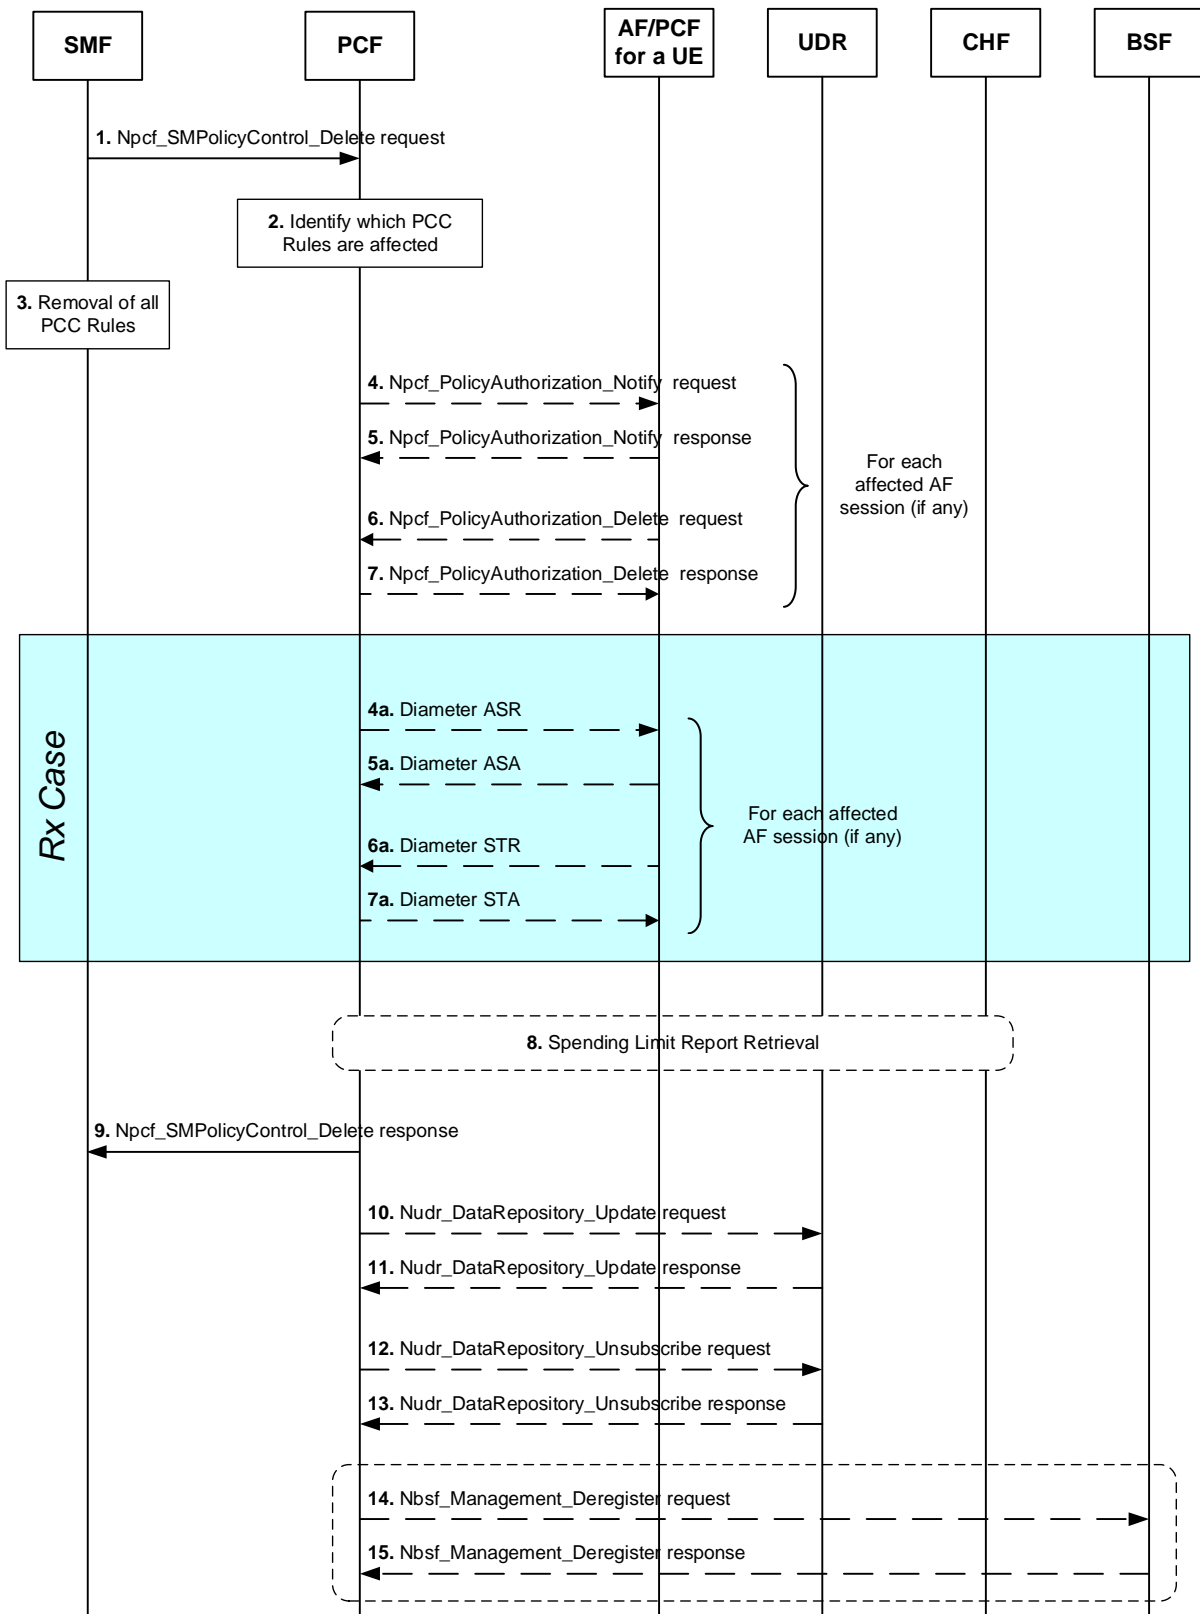 SMF
PCF
AF/PCF
for a UE
UDR
CHF
BSF
1. Npcf_SMPolicyControl_Delete request
2. Identify which PCC
Rules are affected
3. Removal of all
PCC Rules
4. Npcf_PolicyAuthorization_Notify request
5. Npcf_PolicyAuthorization_Notify response
For each
affected AF
session (if any)
6. Npcf_PolicyAuthorization_Delete request
7. Npcf_PolicyAuthorization_Delete response
Rx Case
4a. Diameter ASR
5a. Diameter ASA
For each affected
AF session (if any)
6a. Diameter STR
7a. Diameter STA
8. Spending Limit Report Retrieval
9. Npcf_SMPolicyControl_Delete response
10. Nudr_DataRepository_Update request
11. Nudr_DataRepository_Update response
12. Nudr_DataRepository_Unsubscribe request
13. Nudr_DataRepository_Unsubscribe response
14. Nbsf_Management_Deregister request
15. Nbsf_Management_Deregister response